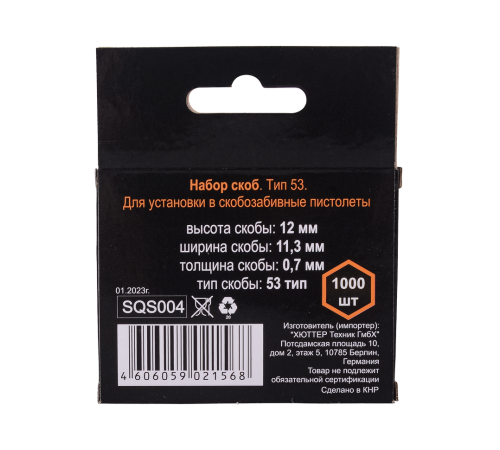 Набор скоб. Тип 53.
Для установки в скобозабивные пистолеты
высота скобы: 12 мм
ширина скобы: 11,3 мм
толщина скобы: 0,7 мм
тип скобы: 53 тип
1000
шт
01.2023г.
SQS004
20
4 606059 021568
Изготовитель (импортер):
"ХЮТТЕР Техник ГмбХ"
Потсдамская площадь 10,
дом 2, этаж 5, 10785 Берлин,
Германия
Товар не подлежит
обязательной сертификации
Сделано в КНР